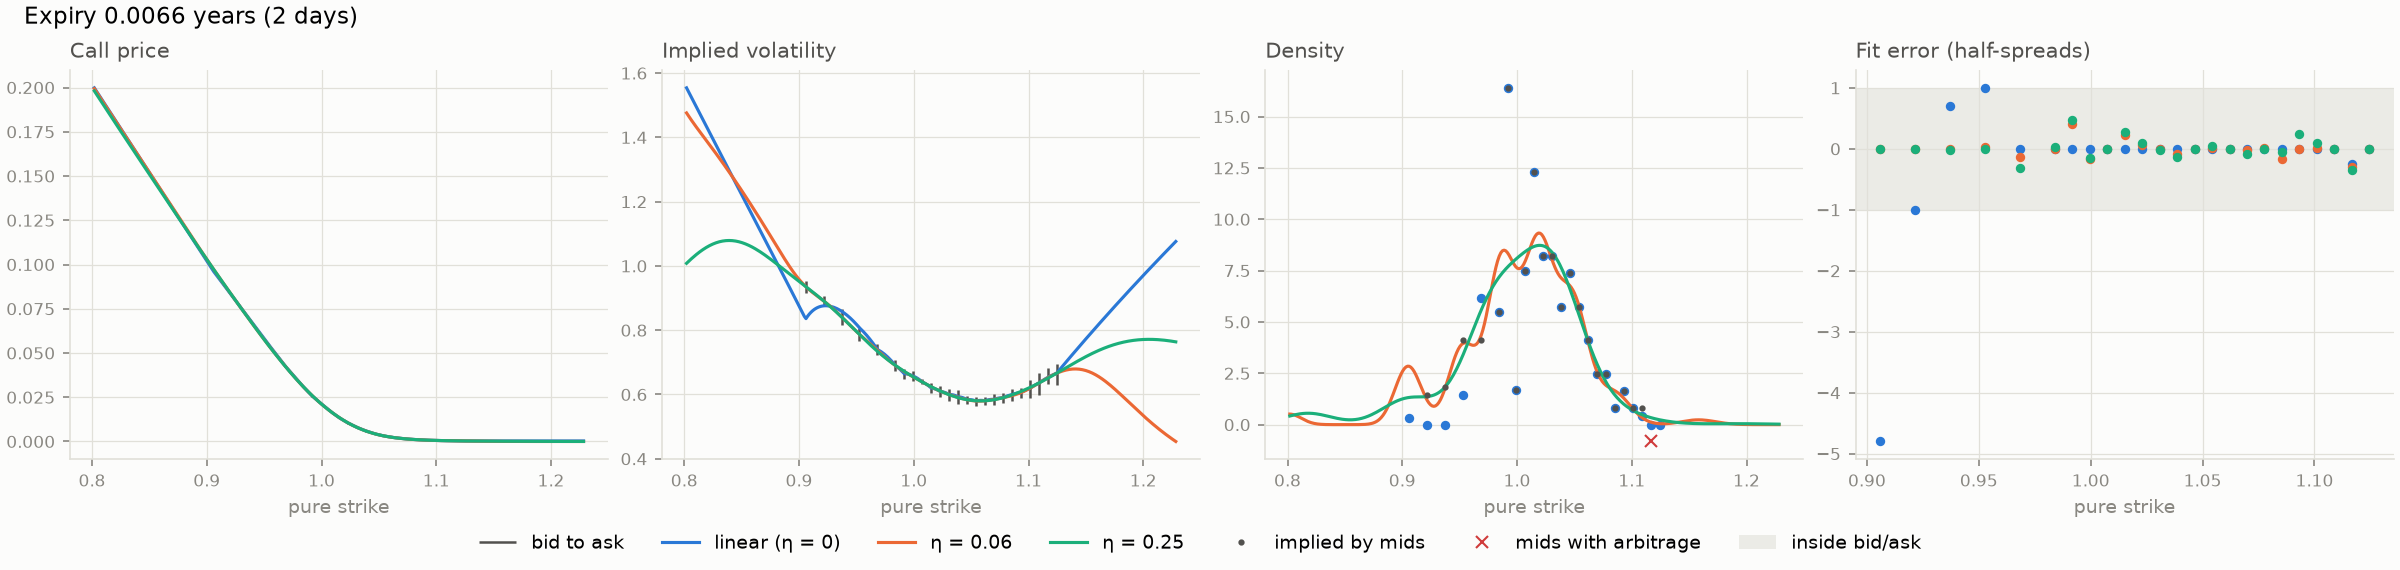 Expiry 0.0066 years (2 days)
Call price
0.200
0.175
0.150
0.125
0.100
0.075
0.050
0.025
0.000
0.8 0.9 1.0 1.1 1.2
pure strike
Implied volatility
1.6
1.4
1.2
1.0
0.8
0.6
0.4
0.8 0.9 1.0 1.1 1.2
pure strike
Density
15.0
12.5
10.0
7.5
5.0
2.5
0.0
0.8 0.9 1.0 1.1 1.2
pure strike
Fit error (half-spreads)
1
0
−1
−2
−3
−4
−5
0.90 0.95 1.00 1.05 1.10
pure strike
bid to ask linear (η = 0) η = 0.06 η = 0.25 implied by mids mids with arbitrage inside bid/ask